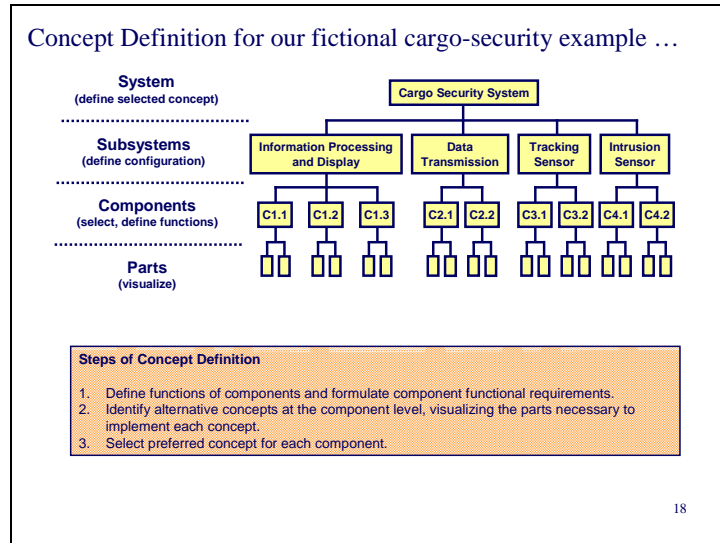 Concept Definition for our fictional cargo-security example …
System
(define selected concept)
Cargo Security System
Subsystems
(define configuration)
Information Processing
and Display
Data
Transmission
Tracking
Sensor
Intrusion
Sensor
Components
(select, define functions)
C1.1 C1.2 C1.3 C2.1 C2.2 C3.1 C3.2 C4.1 C4.2
Parts
(visualize)
Steps of Concept Definition
1. Define functions of components and formulate component functional requirements.
2. Identify alternative concepts at the component level, visualizing the parts necessary to
implement each concept.
3. Select preferred concept for each component.
18